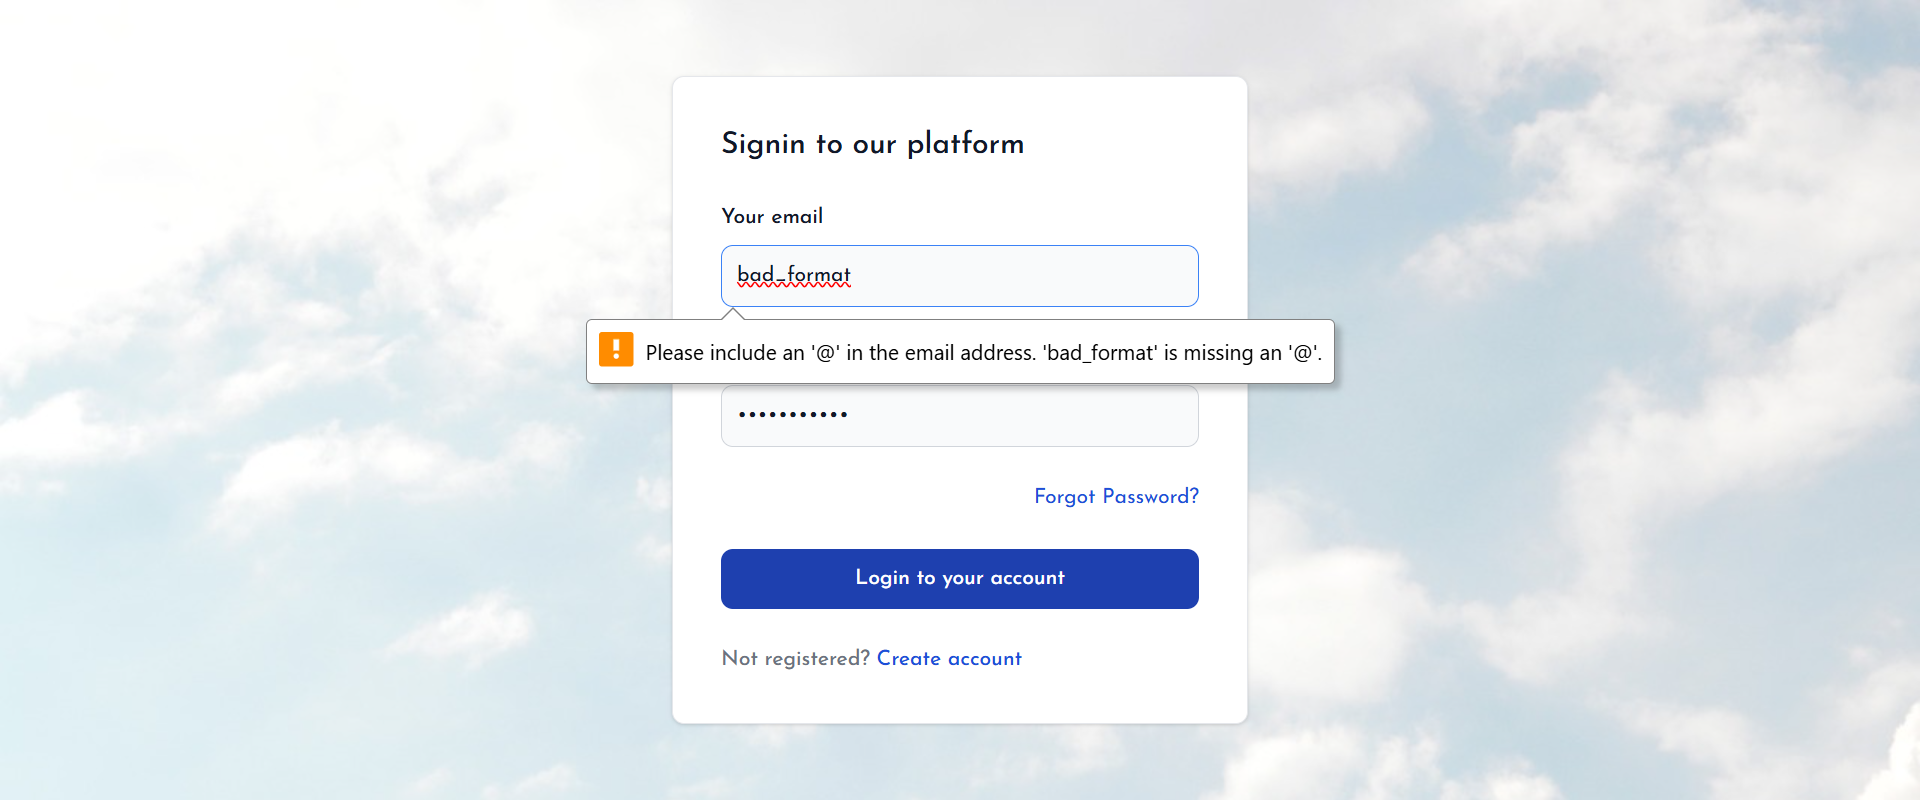 Signin to our platform
Your email
bad_format
Please include an '@' in the email address. 'bad_format' is missing an '@'.
•••••••••••
Forgot Password?
Login to your account
Not registered? Create account